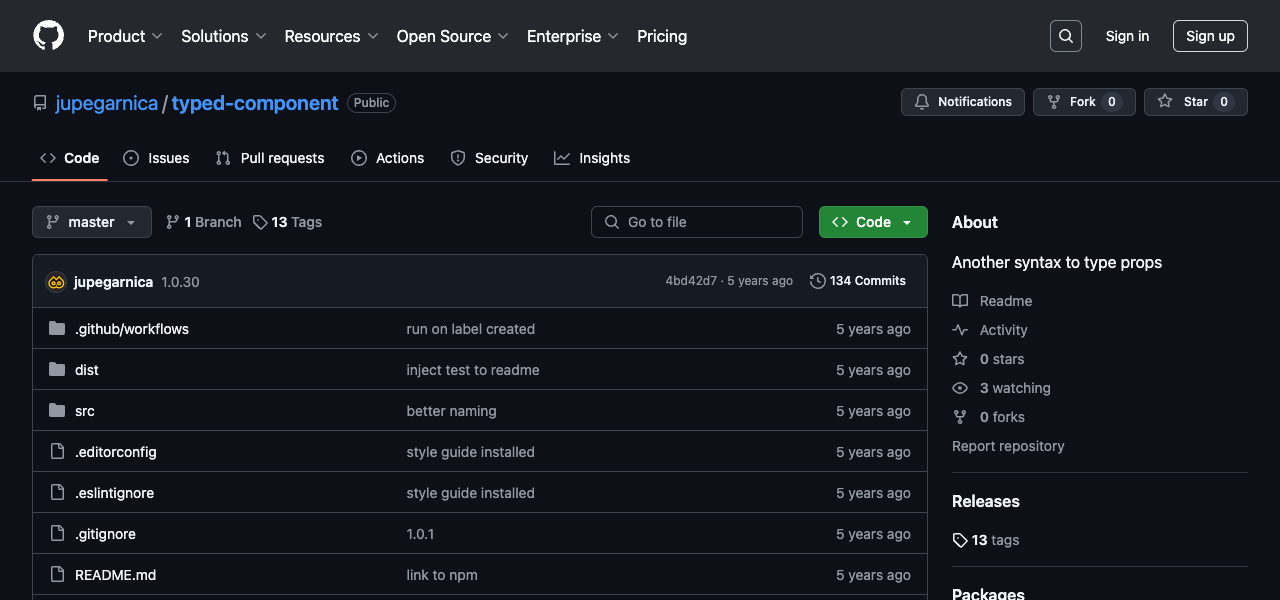 Product Solutions Resources Open Source Enterprise Pricing Sign in Sign up
jupegarnica / typed-component Public Notifications Fork 0 Star 0
Code Issues Pull requests Actions Security Insights
master 1 Branch 13 Tags Go to file Code
jupegarnica 1.0.30 4bd42d7 · 5 years ago 134 Commits
.github/workflows run on label created 5 years ago
dist inject test to readme 5 years ago
src better naming 5 years ago
.editorconfig style guide installed 5 years ago
.eslintignore style guide installed 5 years ago
.gitignore 1.0.1 5 years ago
README.md link to npm 5 years ago
About
Another syntax to type props
Readme
Activity
0 stars
3 watching
0 forks
Report repository
Releases
13 tags
Packages